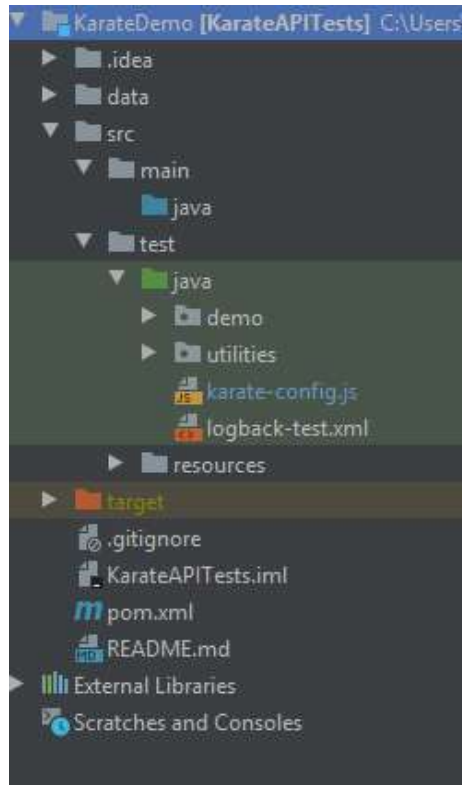 KarateDemo [KarateAPITests] C:\Users
.idea
data
src
main
java
test
java
demo
utilities
karate-config.js
logback-test.xml
resources
target
.gitignore
KarateAPITests.iml
pom.xml
README.md
External Libraries
Scratches and Consoles